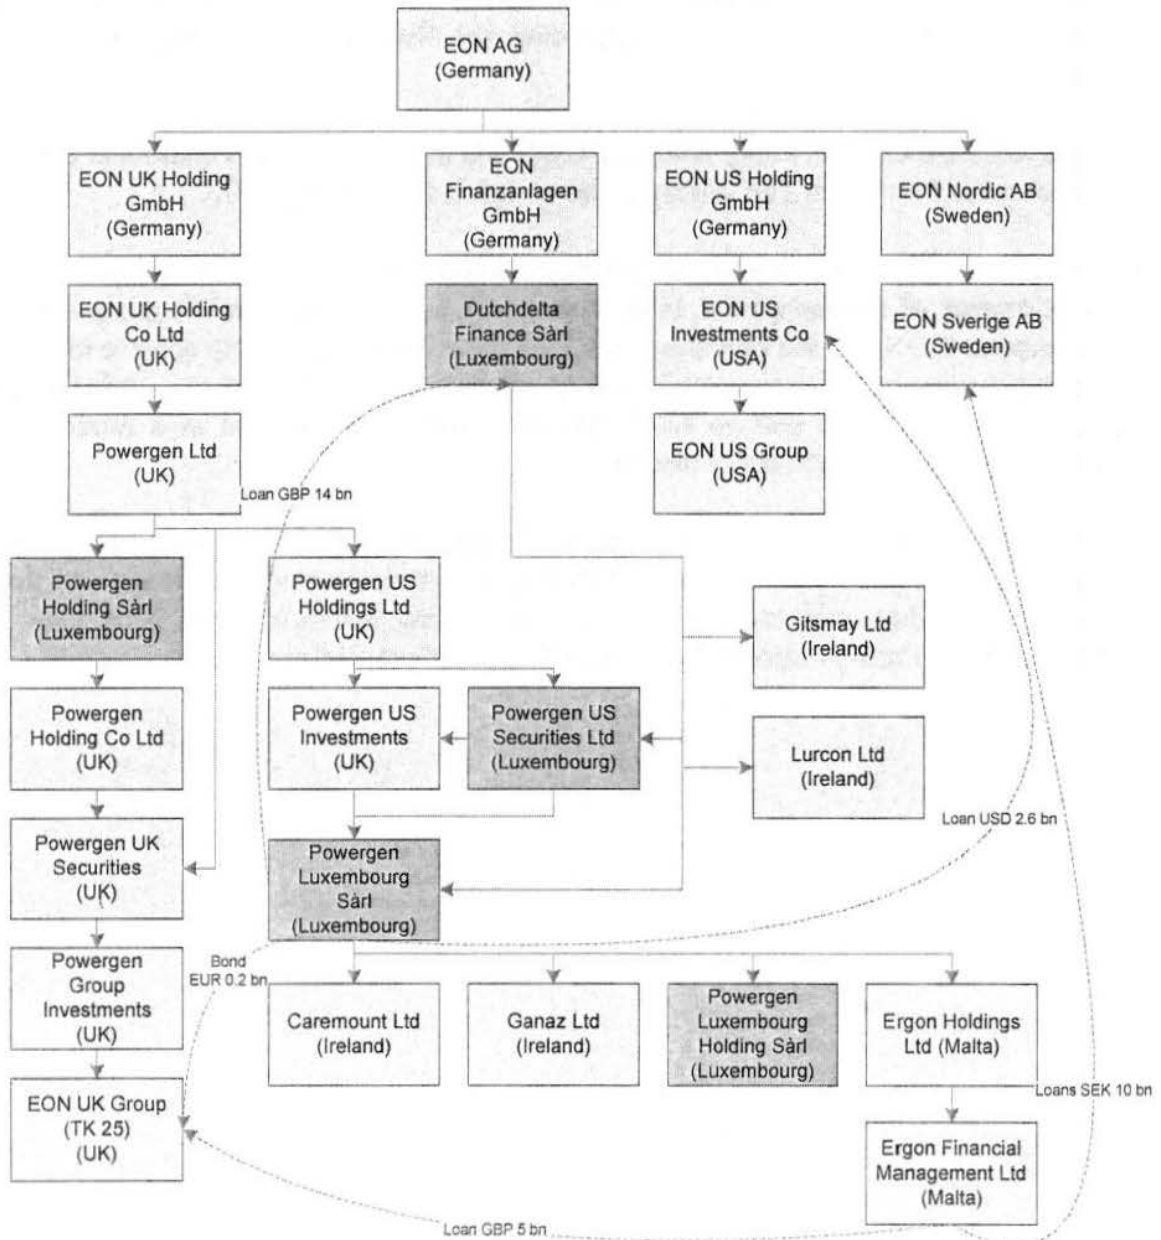 EON AG
(Germany)
EON UK Holding
GmbH
(Germany)
EON
Finanzanlagen
GmbH
(Germany)
EON US Holding
GmbH
(Germany)
EON Nordic AB
(Sweden)
EON UK Holding
Co Ltd
(UK)
Dutchdelta
Finance Sàrl
(Luxembourg)
EON US
Investments Co
(USA)
EON Sverige AB
(Sweden)
Powergen Ltd
(UK)
EON US Group
(USA)
Loan GBP 14 bn
Powergen
Holding Sàrl
(Luxembourg)
Powergen US
Holdings Ltd
(UK)
Gitsmay Ltd
(Ireland)
Powergen
Holding Co Ltd
(UK)
Powergen US
Investments
(UK)
Powergen US
Securities Ltd
(Luxembourg)
Lurcon Ltd
(Ireland)
Loan USD 2.6 bn
Powergen UK
Securities
(UK)
Powergen
Luxembourg
Sàrl
(Luxembourg)
Powergen
Group
Investments
(UK)
Bond
EUR 0.2 bn
Caremount Ltd
(Ireland)
Ganaz Ltd
(Ireland)
Powergen
Luxembourg
Holding Sàrl
(Luxembourg)
Ergon Holdings
Ltd (Malta)
Loans SEK 10 bn
EON UK Group
(TK 25)
(UK)
Ergon Financial
Management Ltd
(Malta)
Loan GBP 5 bn